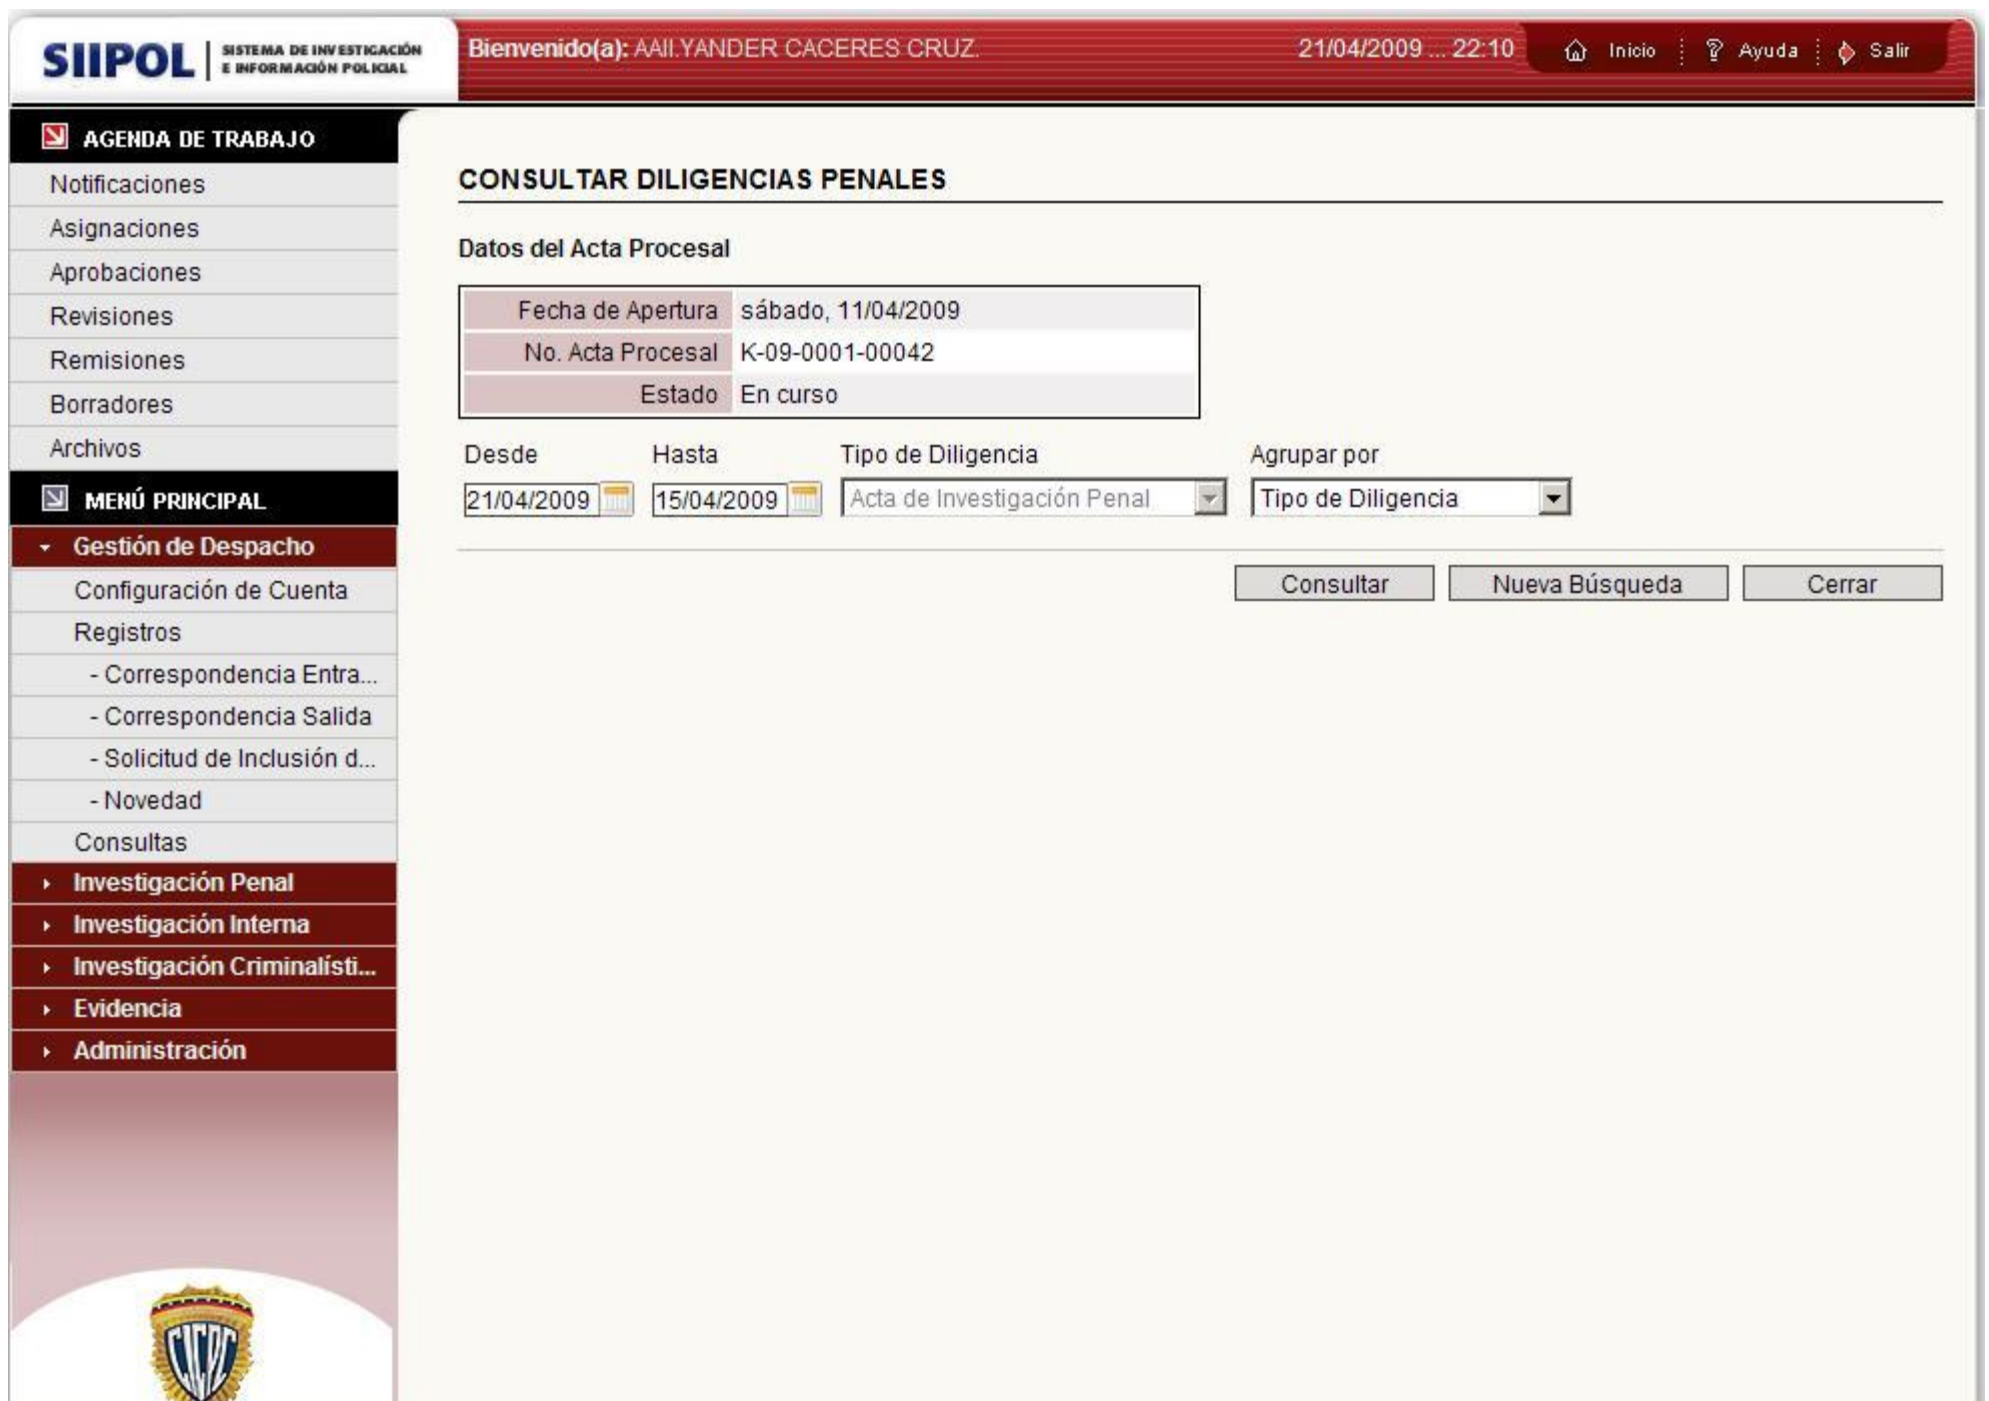 SIIPOL SISTEMA DE INVESTIGACIÓN
E INFORMACIÓN POLICIAL
Bienvenido(a): AAII.YANDER CACERES CRUZ.
21/04/2009 ... 22:10
Inicio
Ayuda
Salir
AGENDA DE TRABAJO
Notificaciones
Asignaciones
Aprobaciones
Revisiones
Remisiones
Borradores
Archivos
MENÚ PRINCIPAL
Gestión de Despacho
Configuración de Cuenta
Registros
- Correspondencia Entra...
- Correspondencia Salida
- Solicitud de Inclusión d...
- Novedad
Consultas
Investigación Penal
Investigación Interna
Investigación Criminalísti...
Evidencia
Administración
CICPC
CONSULTAR DILIGENCIAS PENALES
Datos del Acta Procesal
Fecha de Apertura sábado, 11/04/2009
No. Acta Procesal K-09-0001-00042
Estado En curso
Desde Hasta Tipo de Diligencia Agrupar por
21/04/2009 15/04/2009 Acta de Investigación Penal Tipo de Diligencia
Consultar Nueva Búsqueda Cerrar